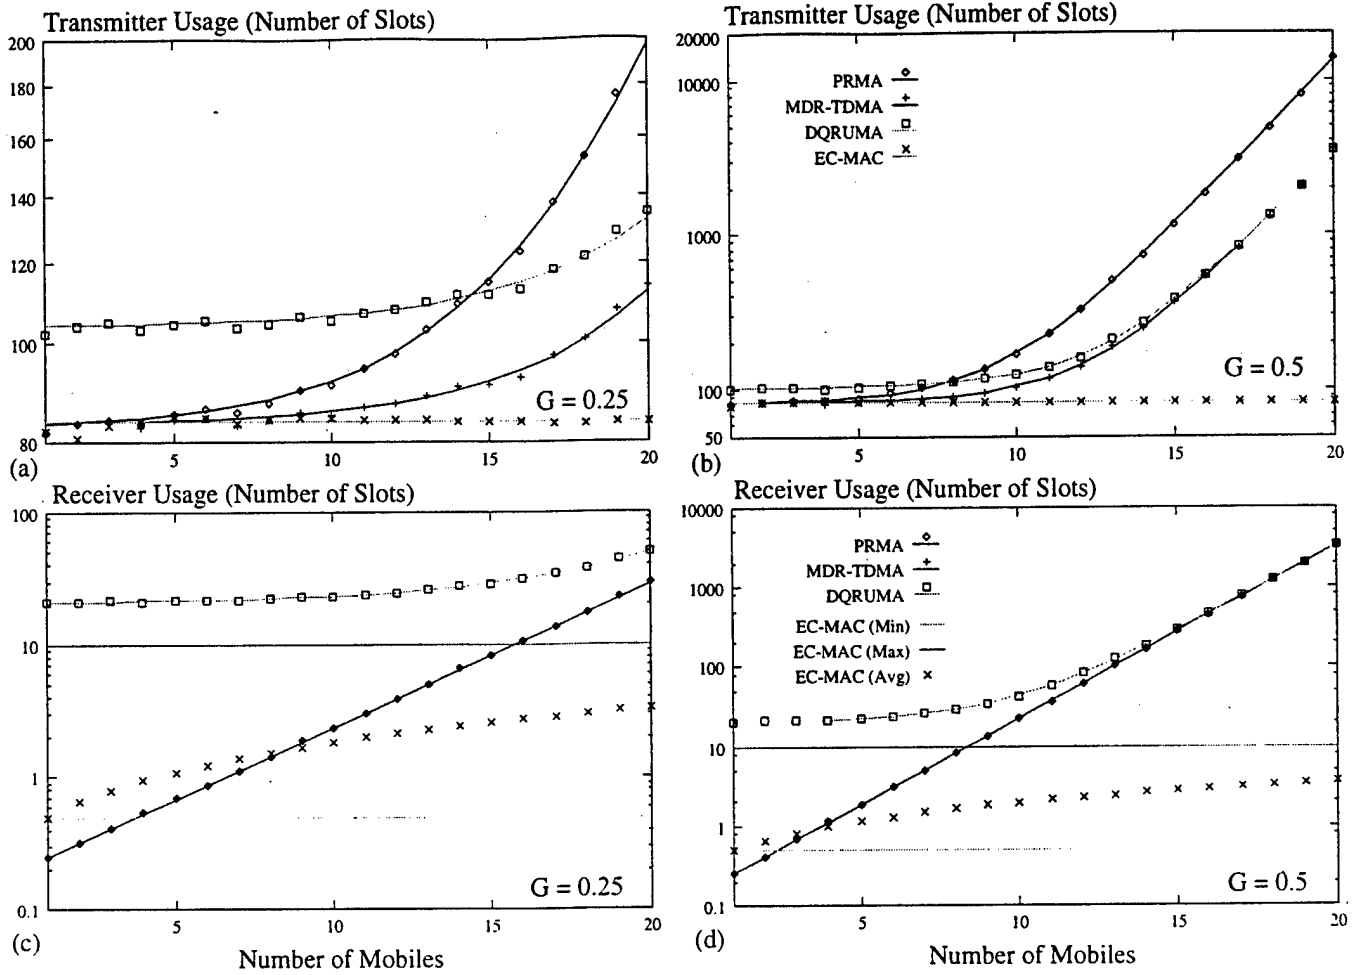 Transmitter Usage (Number of Slots)
200
180
160
140
120
100
80
5
10
15
20
G = 0.25
(a)
Transmitter Usage (Number of Slots)
20000
10000
1000
100
50
5
10
15
20
PRMA
MDR-TDMA
DQRUMA
EC-MAC
G = 0.5
(b)
Receiver Usage (Number of Slots)
100
10
1
0.1
5
10
15
20
G = 0.25
(c)
Number of Mobiles
Receiver Usage (Number of Slots)
10000
1000
100
10
1
0.1
5
10
15
20
PRMA
MDR-TDMA
DQRUMA
EC-MAC (Min)
EC-MAC (Max)
EC-MAC (Avg)
G = 0.5
(d)
Number of Mobiles